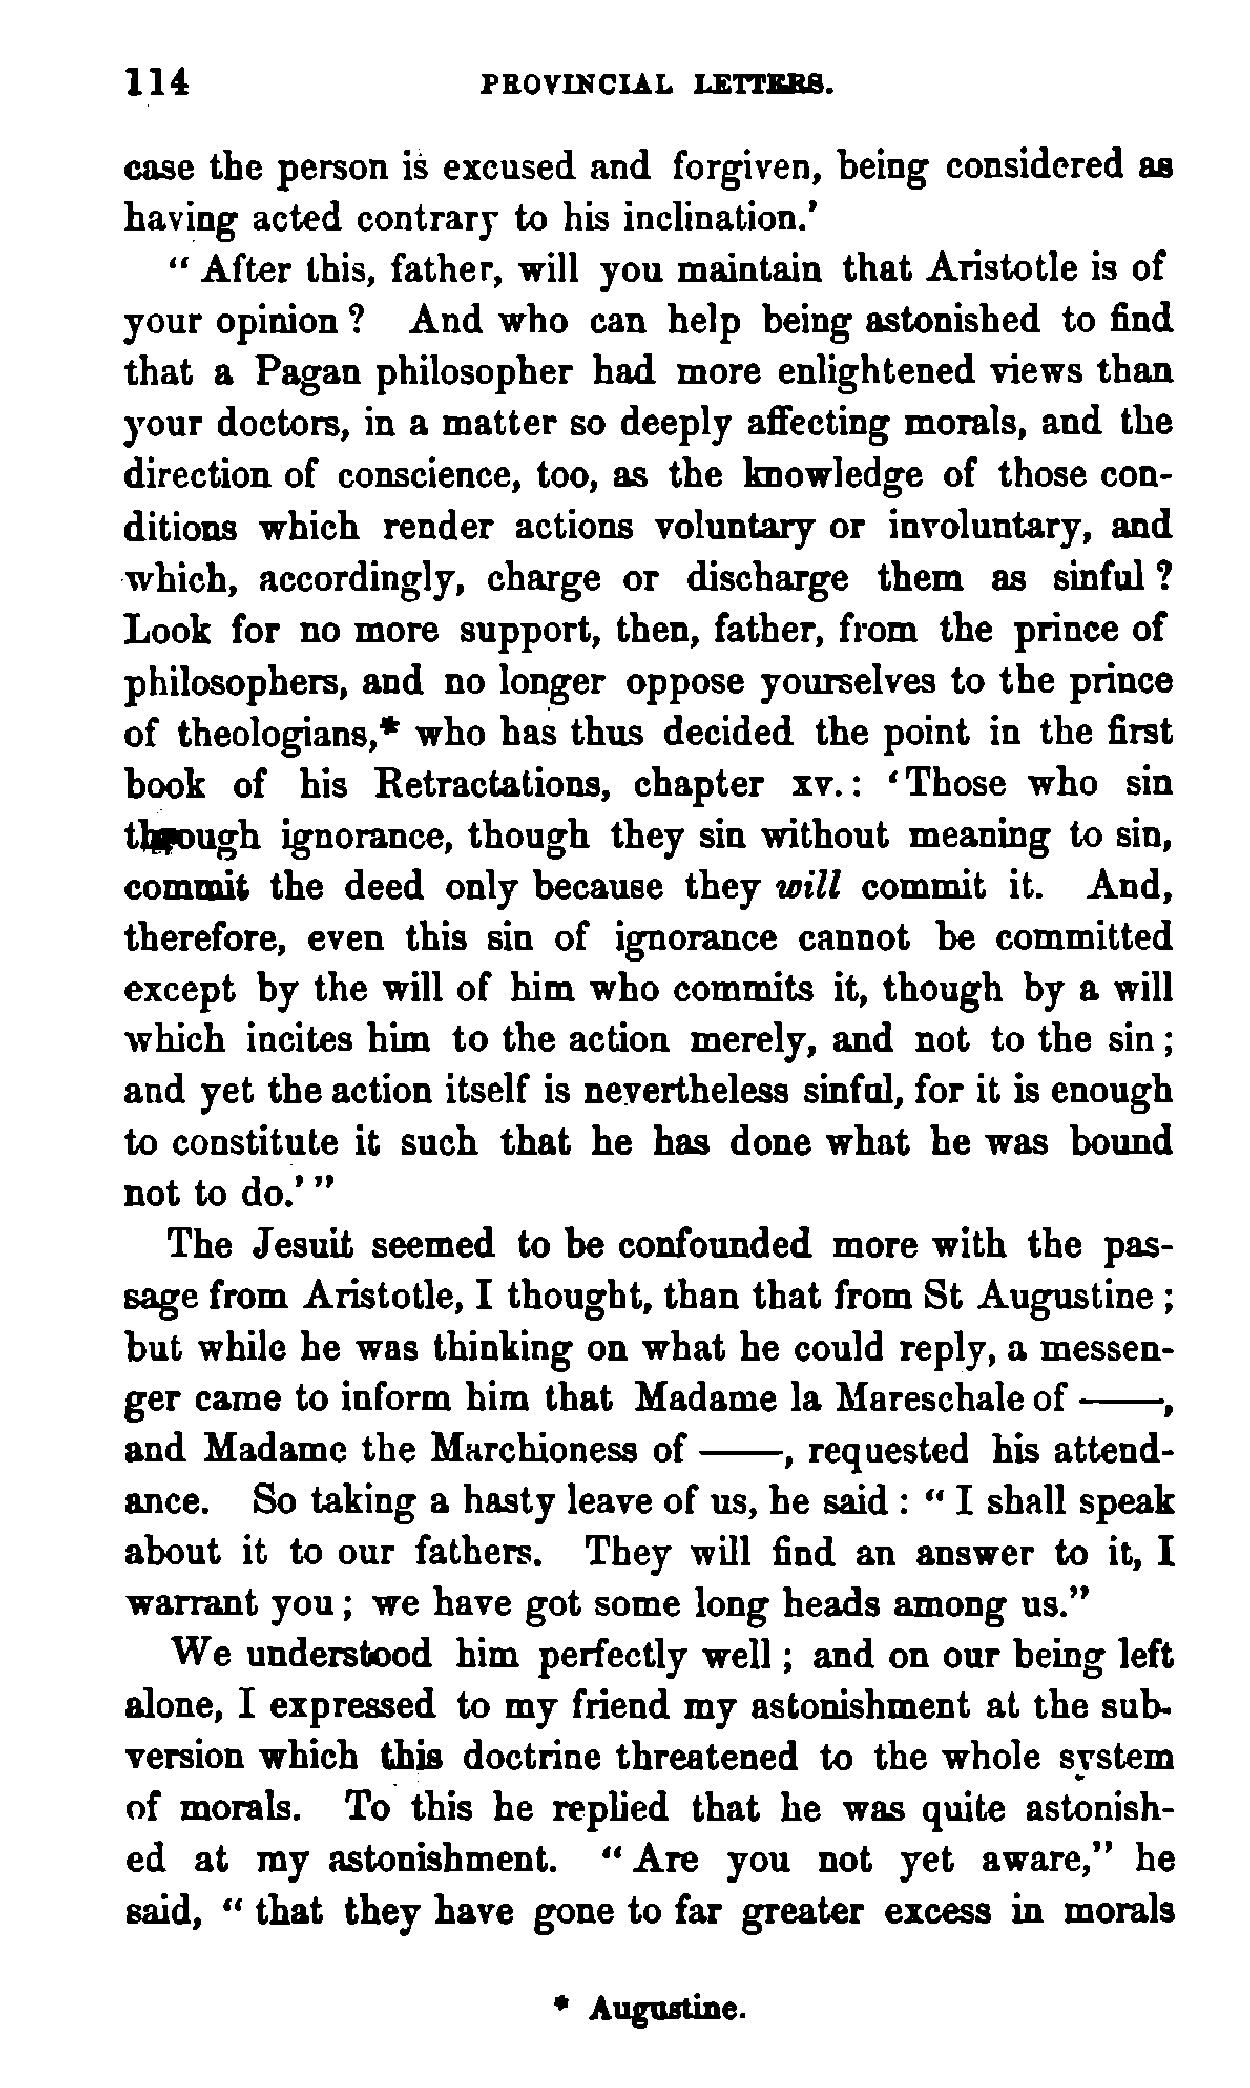 114 PROVINCIAL LETTERS.
case the person is excused and forgiven, being considered as
having acted contrary to his inclination.'
“ After this, father, will you maintain that Aristotle is of
your opinion ? And who can help being astonished to find
that a Pagan philosopher had more enlightened views than
your doctors, in a matter so deeply affecting morals, and the
direction of conscience, too, as the knowledge of those con-
ditions which render actions voluntary or involuntary, and
which, accordingly, charge or discharge them as sinful ?
Look for no more support, then, father, from the prince of
philosophers, and no longer oppose yourselves to the prince
of theologians,* who has thus decided the point in the first
book of his Retractations, chapter xv. : ‘ Those who sin
through ignorance, though they sin without meaning to sin,
commit the deed only because they will commit it. And,
therefore, even this sin of ignorance cannot be committed
except by the will of him who commits it, though by a will
which incites him to the action merely, and not to the sin ;
and yet the action itself is nevertheless sinful, for it is enough
to constitute it such that he has done what he was bound
not to do.’ ”
The Jesuit seemed to be confounded more with the pas-
sage from Aristotle, I thought, than that from St Augustine ;
but while he was thinking on what he could reply, a messen-
ger came to inform him that Madame la Mareschale of ——,
and Madame the Marchioness of ——, requested his attend-
ance. So taking a hasty leave of us, he said : “ I shall speak
about it to our fathers. They will find an answer to it, I
warrant you ; we have got some long heads among us.”
We understood him perfectly well ; and on our being left
alone, I expressed to my friend my astonishment at the sub-
version which this doctrine threatened to the whole system
of morals. To this he replied that he was quite astonish-
ed at my astonishment. “ Are you not yet aware,” he
said, “ that they have gone to far greater excess in morals
* Augustine.